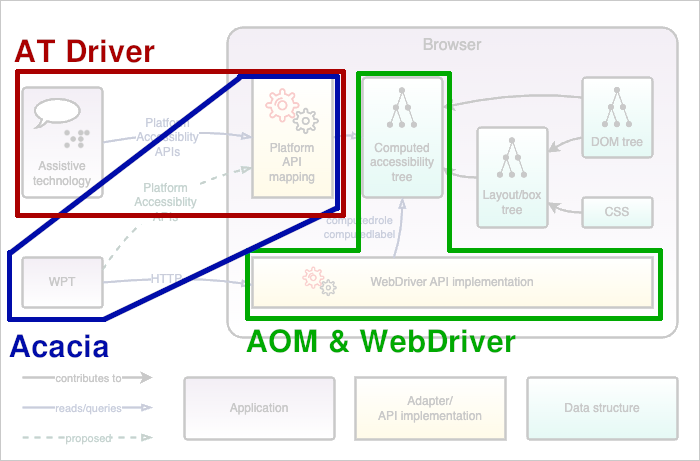 Browser
AT Driver
Platform
Accessiblity
APIs
Assistive
technology
Platform
API
mapping
Computed
accessibility
tree
DOM tree
Layout/box
tree
CSS
Platform
Accessiblity
APIs
computedrole
computedlabel
WPT
HTTP
WebDriver API implementation
Acacia
AOM & WebDriver
contributes to
reads/queries
proposed
Application
Adapter/
API implementation
Data structure